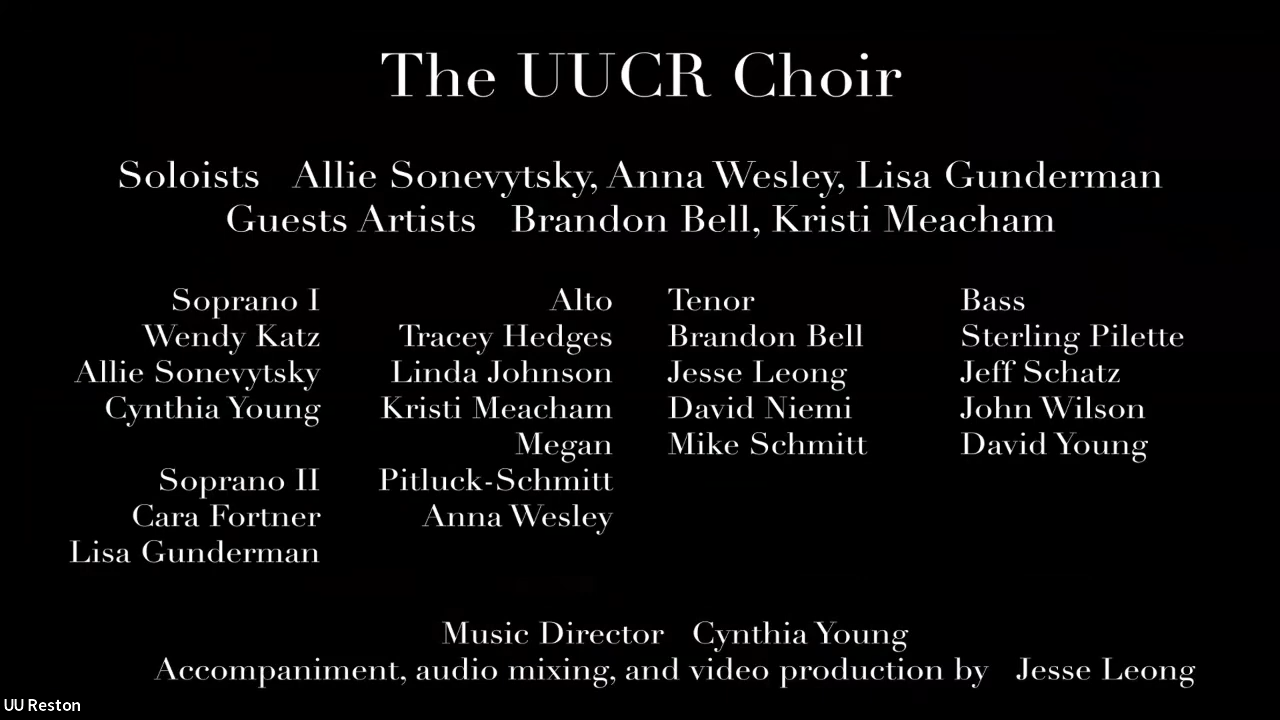 The UUCR Choir
Soloists Allie Sonevytsky, Anna Wesley, Lisa Gunderman
Guests Artists Brandon Bell, Kristi Meacham
Soprano I
Wendy Katz
Allie Sonevytsky
Cynthia Young
Soprano II
Cara Fortner
Lisa Gunderman
Alto
Tracey Hedges
Linda Johnson
Kristi Meacham
Megan
Pitluck-Schmitt
Anna Wesley
Tenor
Brandon Bell
Jesse Leong
David Niemi
Mike Schmitt
Bass
Sterling Pilette
Jeff Schatz
John Wilson
David Young
Music Director Cynthia Young
Accompaniment, audio mixing, and video production by Jesse Leong
UU Reston